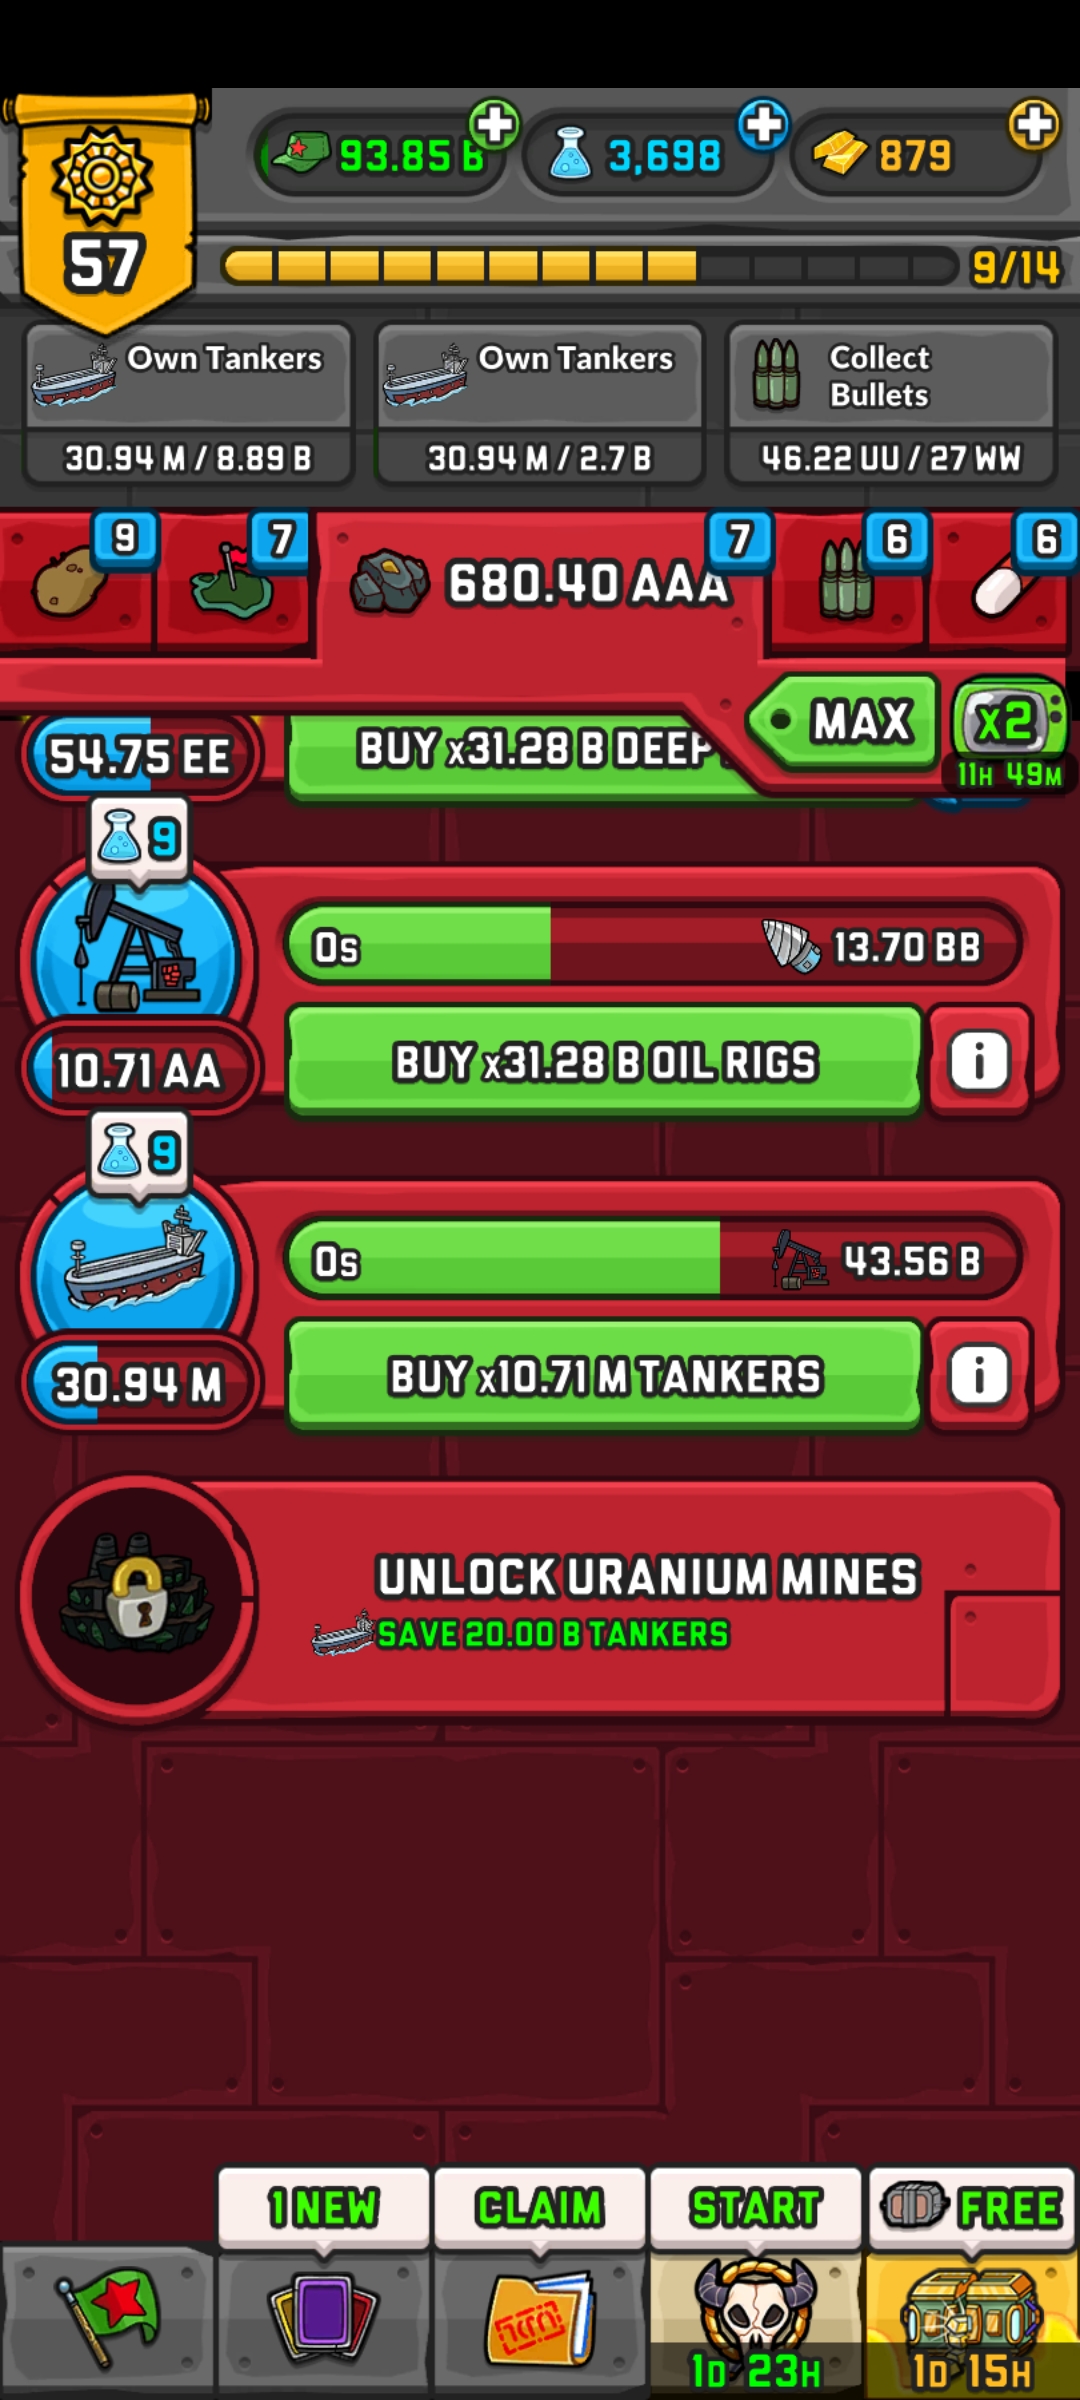 93.85 B
3,698
879
57
9/14
Own Tankers
30.94 M / 8.89 B
Own Tankers
30.94 M / 2.7 B
Collect
Bullets
46.22 UU / 27 WW
9
7
680.40 AAA
7
6
6
MAX
x2
11H 49M
54.75 EE
BUY x31.28 B DEEP
9
0s
13.70 BB
10.71 AA
BUY x31.28 B OIL RIGS
i
9
0s
43.56 B
30.94 M
BUY x10.71 M TANKERS
i
UNLOCK URANIUM MINES
SAVE 20.00 B TANKERS
1 NEW
CLAIM
START
FREE
1D 23H
1D 15H